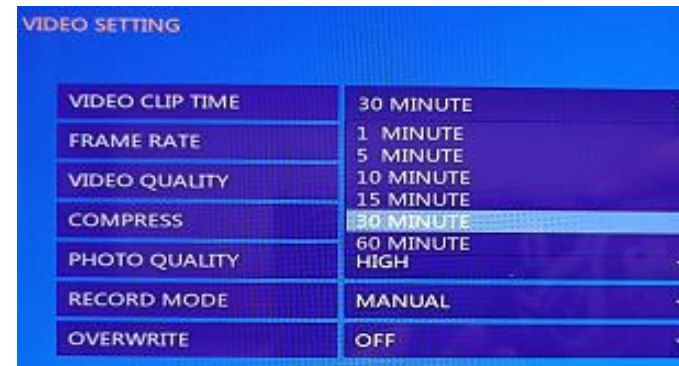 VIDEO SETTING
VIDEO CLIP TIME 30 MINUTE
FRAME RATE 1 MINUTE
5 MINUTE
VIDEO QUALITY 10 MINUTE
15 MINUTE
COMPRESS 30 MINUTE
60 MINUTE
PHOTO QUALITY HIGH
RECORD MODE MANUAL
OVERWRITE OFF